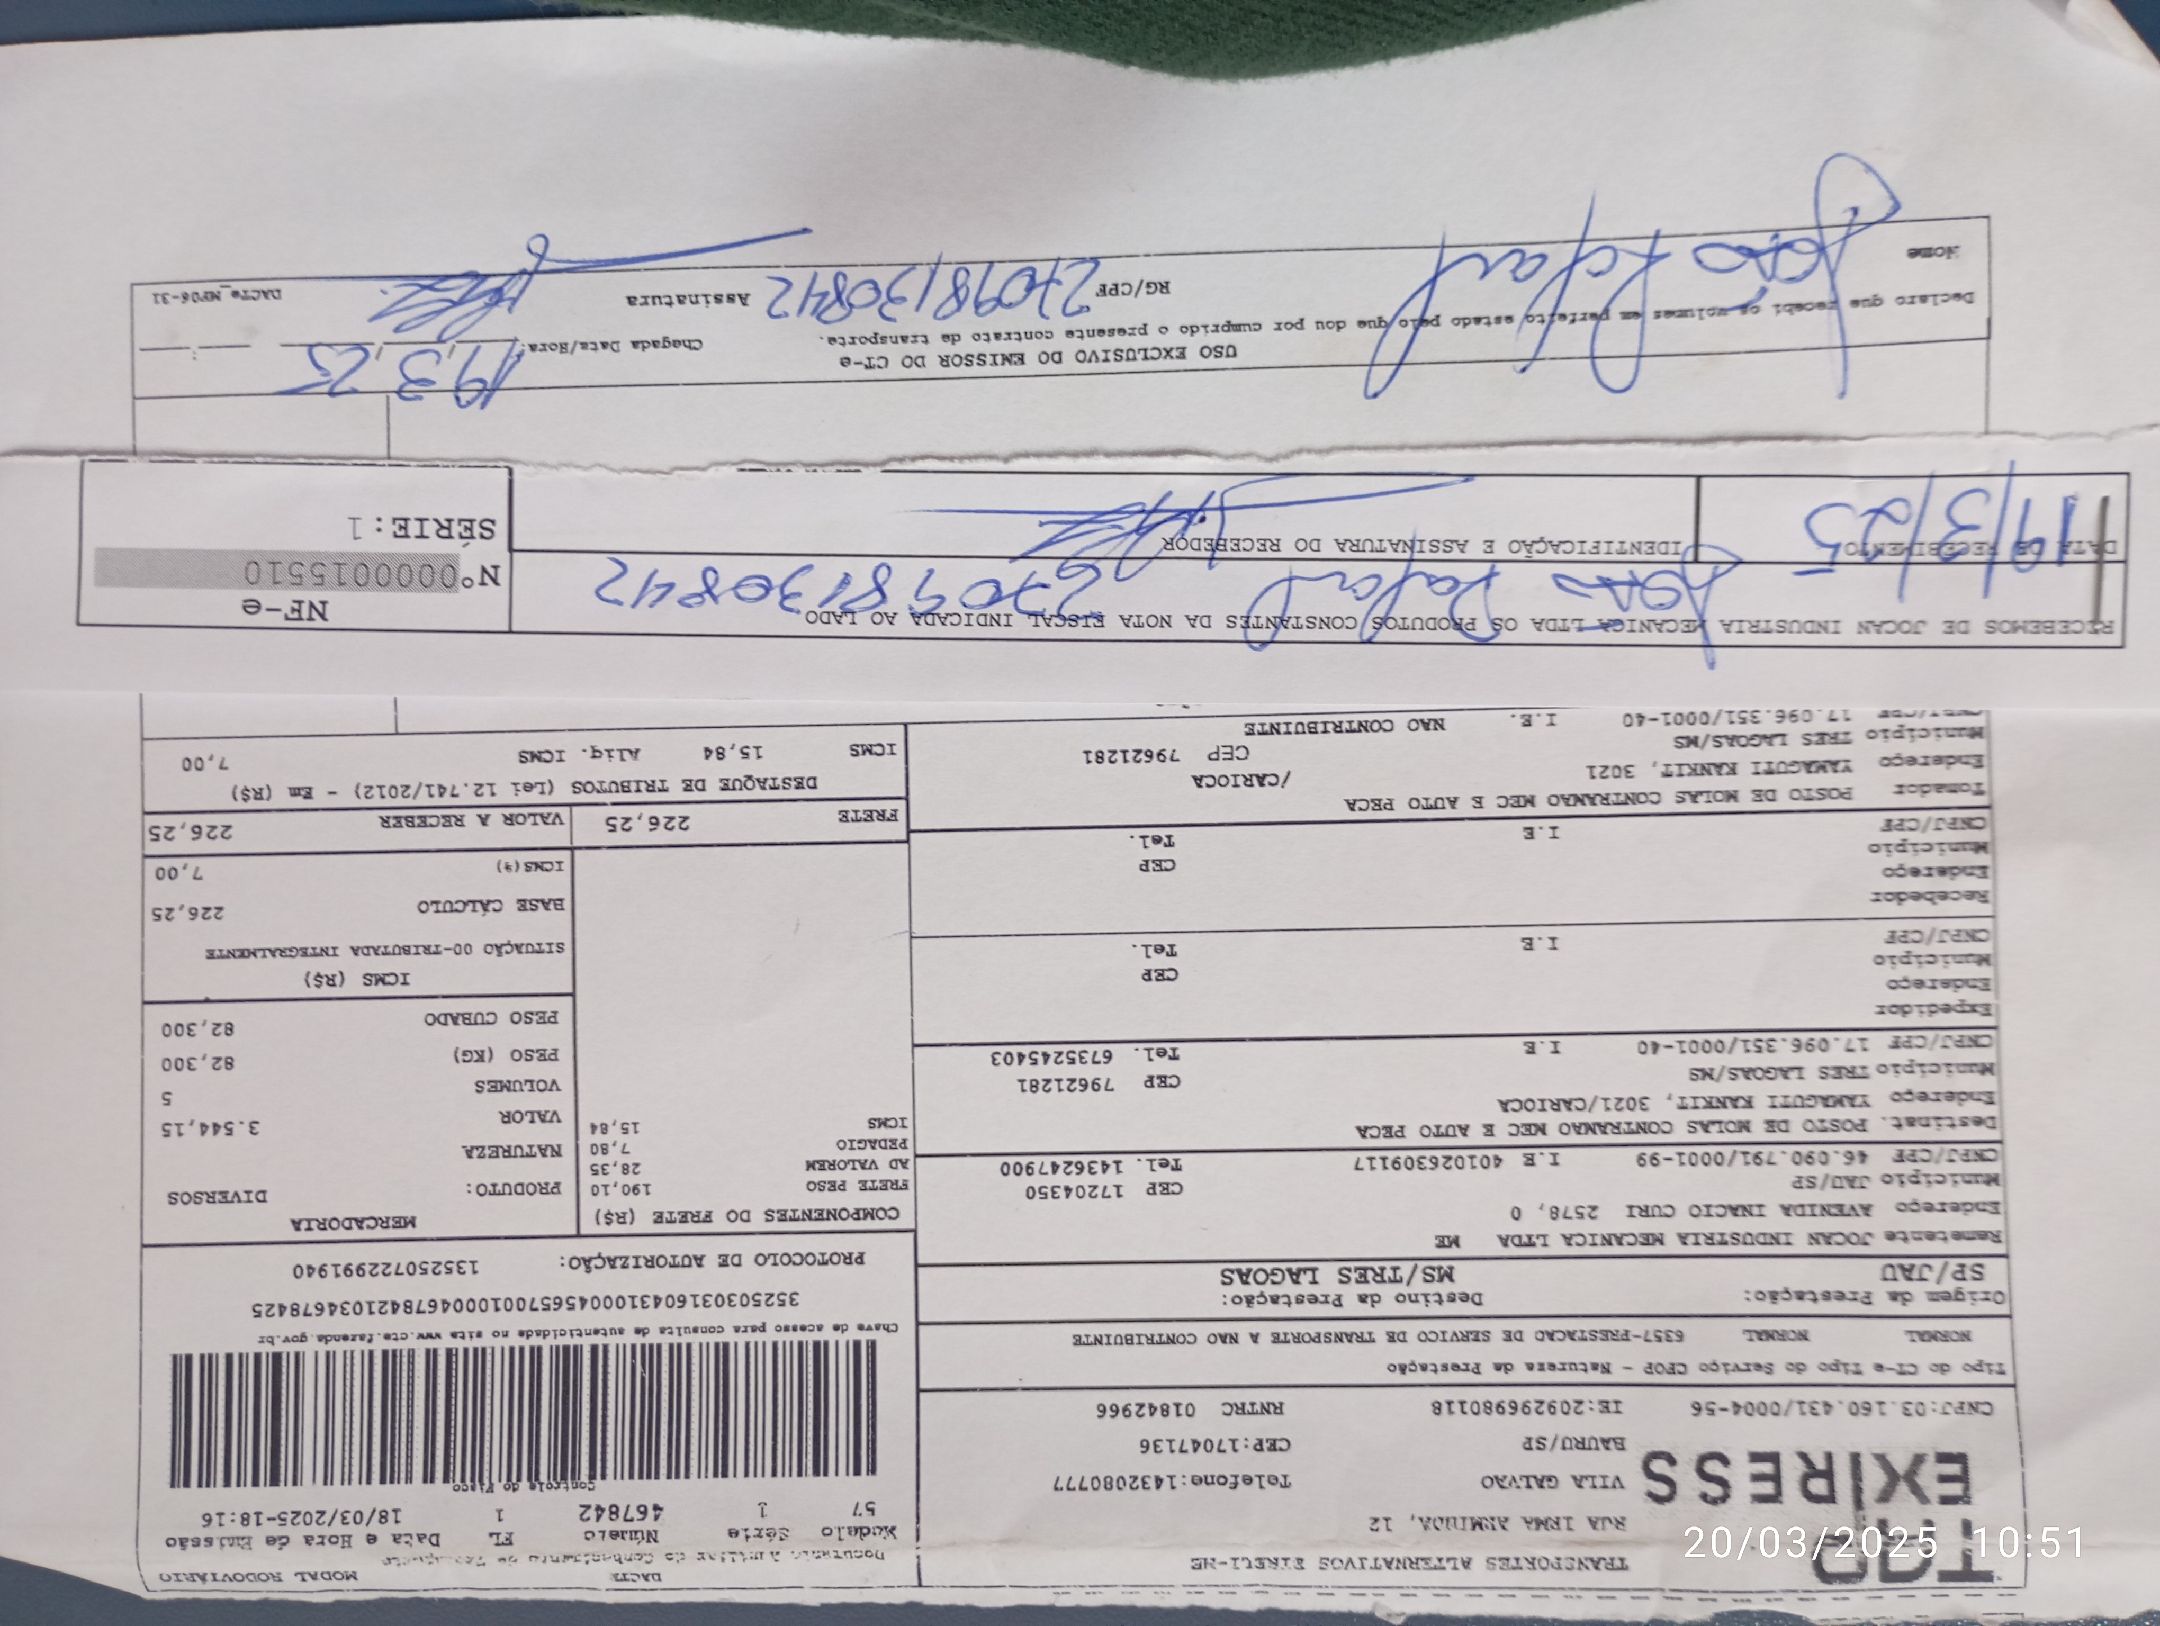 DACTE
MODAL RODOVIÁRIO
TRANSPORTES ALTERNATIVOS EIRELI-ME
RUA IRMA ARMINDA, 12
VILA GALVAO Telefone:1432080777
BAURU/SP CEP:17047136
CNPJ:03.160.431/0004-56 IE:209296980118 RNTRC 01842966
EXPRESS
Modelo Série Número FL Data e Hora de Emissão
57 1 467842 1 18/03/2025-18:16
Controle do Fisco
Chave de acesso para consulta de autenticidade no site www.cte.fazenda.gov.br
35250303160431000456570010004678421034678425
PROTOCOLO DE AUTORIZAÇÃO: 135250722991940
Tipo do CT-e Tipo do Serviço CFOP - Natureza da Prestação
NORMAL NORMAL 6357-PRESTACAO DE SERVICO DE TRANSPORTE A NAO CONTRIBUINTE
Origem da Prestação: Destino da Prestação:
SP/JAU MS/TRES LAGOAS
Remetente JOCAN INDUSTRIA MECANICA LTDA ME
Endereço AVENIDA INACIO CURI 2578, 0
Município JAU/SP CEP 17204350
CNPJ/CPF 46.090.791/0001-99 I.E 401026309117 Tel. 1436247900
Destinat. POSTO DE MOLAS CONTRAMAO MEC E AUTO PECA
Endereço YAMAGUTI KANKIT, 3021/CARIOCA
Município TRES LAGOAS/MS CEP 79621281
CNPJ/CPF 17.096.351/0001-40 I.E Tel. 6735245403
Expedidor
Endereço
Município CEP
CNPJ/CPF I.E Tel.
Recebedor
Endereço
Município CEP
CNPJ/CPF I.E Tel.
Tomador POSTO DE MOLAS CONTRAMAO MEC E AUTO PECA
Endereço YAMAGUTI KANKIT, 3021 /CARIOCA
Município TRES LAGOAS/MS CEP 79621281
CNPJ/CPF 17.096.351/0001-40 I.E. NAO CONTRIBUINTE
COMPONENTES DO FRETE (R$)
FRETE PESO 190,10
AD VALOREM 28,35
PEDAGIO 7,80
ICMS 15,84
MERCADORIA
PRODUTO: DIVERSOS
NATUREZA
VALOR 3.544,15
VOLUMES 5
PESO (KG) 82,300
PESO CUBADO 82,300
ICMS (R$)
SITUAÇÃO 00-TRIBUTADA INTEGRALMENTE
BASE CÁLCULO 226,25
ICMS(%) 7,00
FRETE 226,25 VALOR A RECEBER 226,25
DESTAQUE DE TRIBUTOS (Lei 12.741/2012) - Em (R$)
ICMS 15,84 Aliq. ICMS 7,00
RECEBEMOS DE JOCAN INDUSTRIA MECANICA LTDA OS PRODUTOS CONSTANTES DA NOTA FISCAL INDICADA AO LADO
João Rafael 27098130842
DATA DE RECEBIMENTO IDENTIFICAÇÃO E ASSINATURA DO RECEBEDOR
19/3/25
NF-e
Nº000015510
SÉRIE:1
USO EXCLUSIVO DO EMISSOR DO CT-e
Declaro que recebi os volumes em perfeito estado pelo que dou por cumprido o presente contrato de transporte.
Chegada Data/Hora: 19,3,25
Nome João Rafael RG/CPF 27098130842 Assinatura
DACTe_MP06-31
20/03/2025 10:51